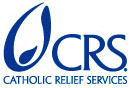 CRS
CATHOLIC RELIEF SERVICES